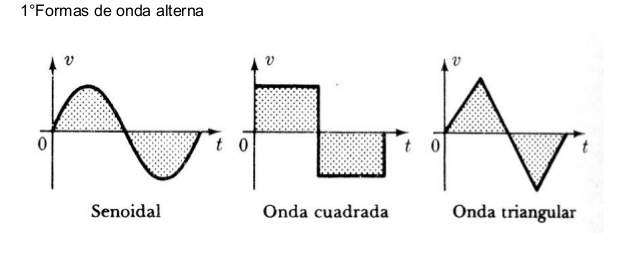 1°Formas de onda alterna
v v v
0 t 0 t 0 t
Senoidal Onda cuadrada Onda triangular